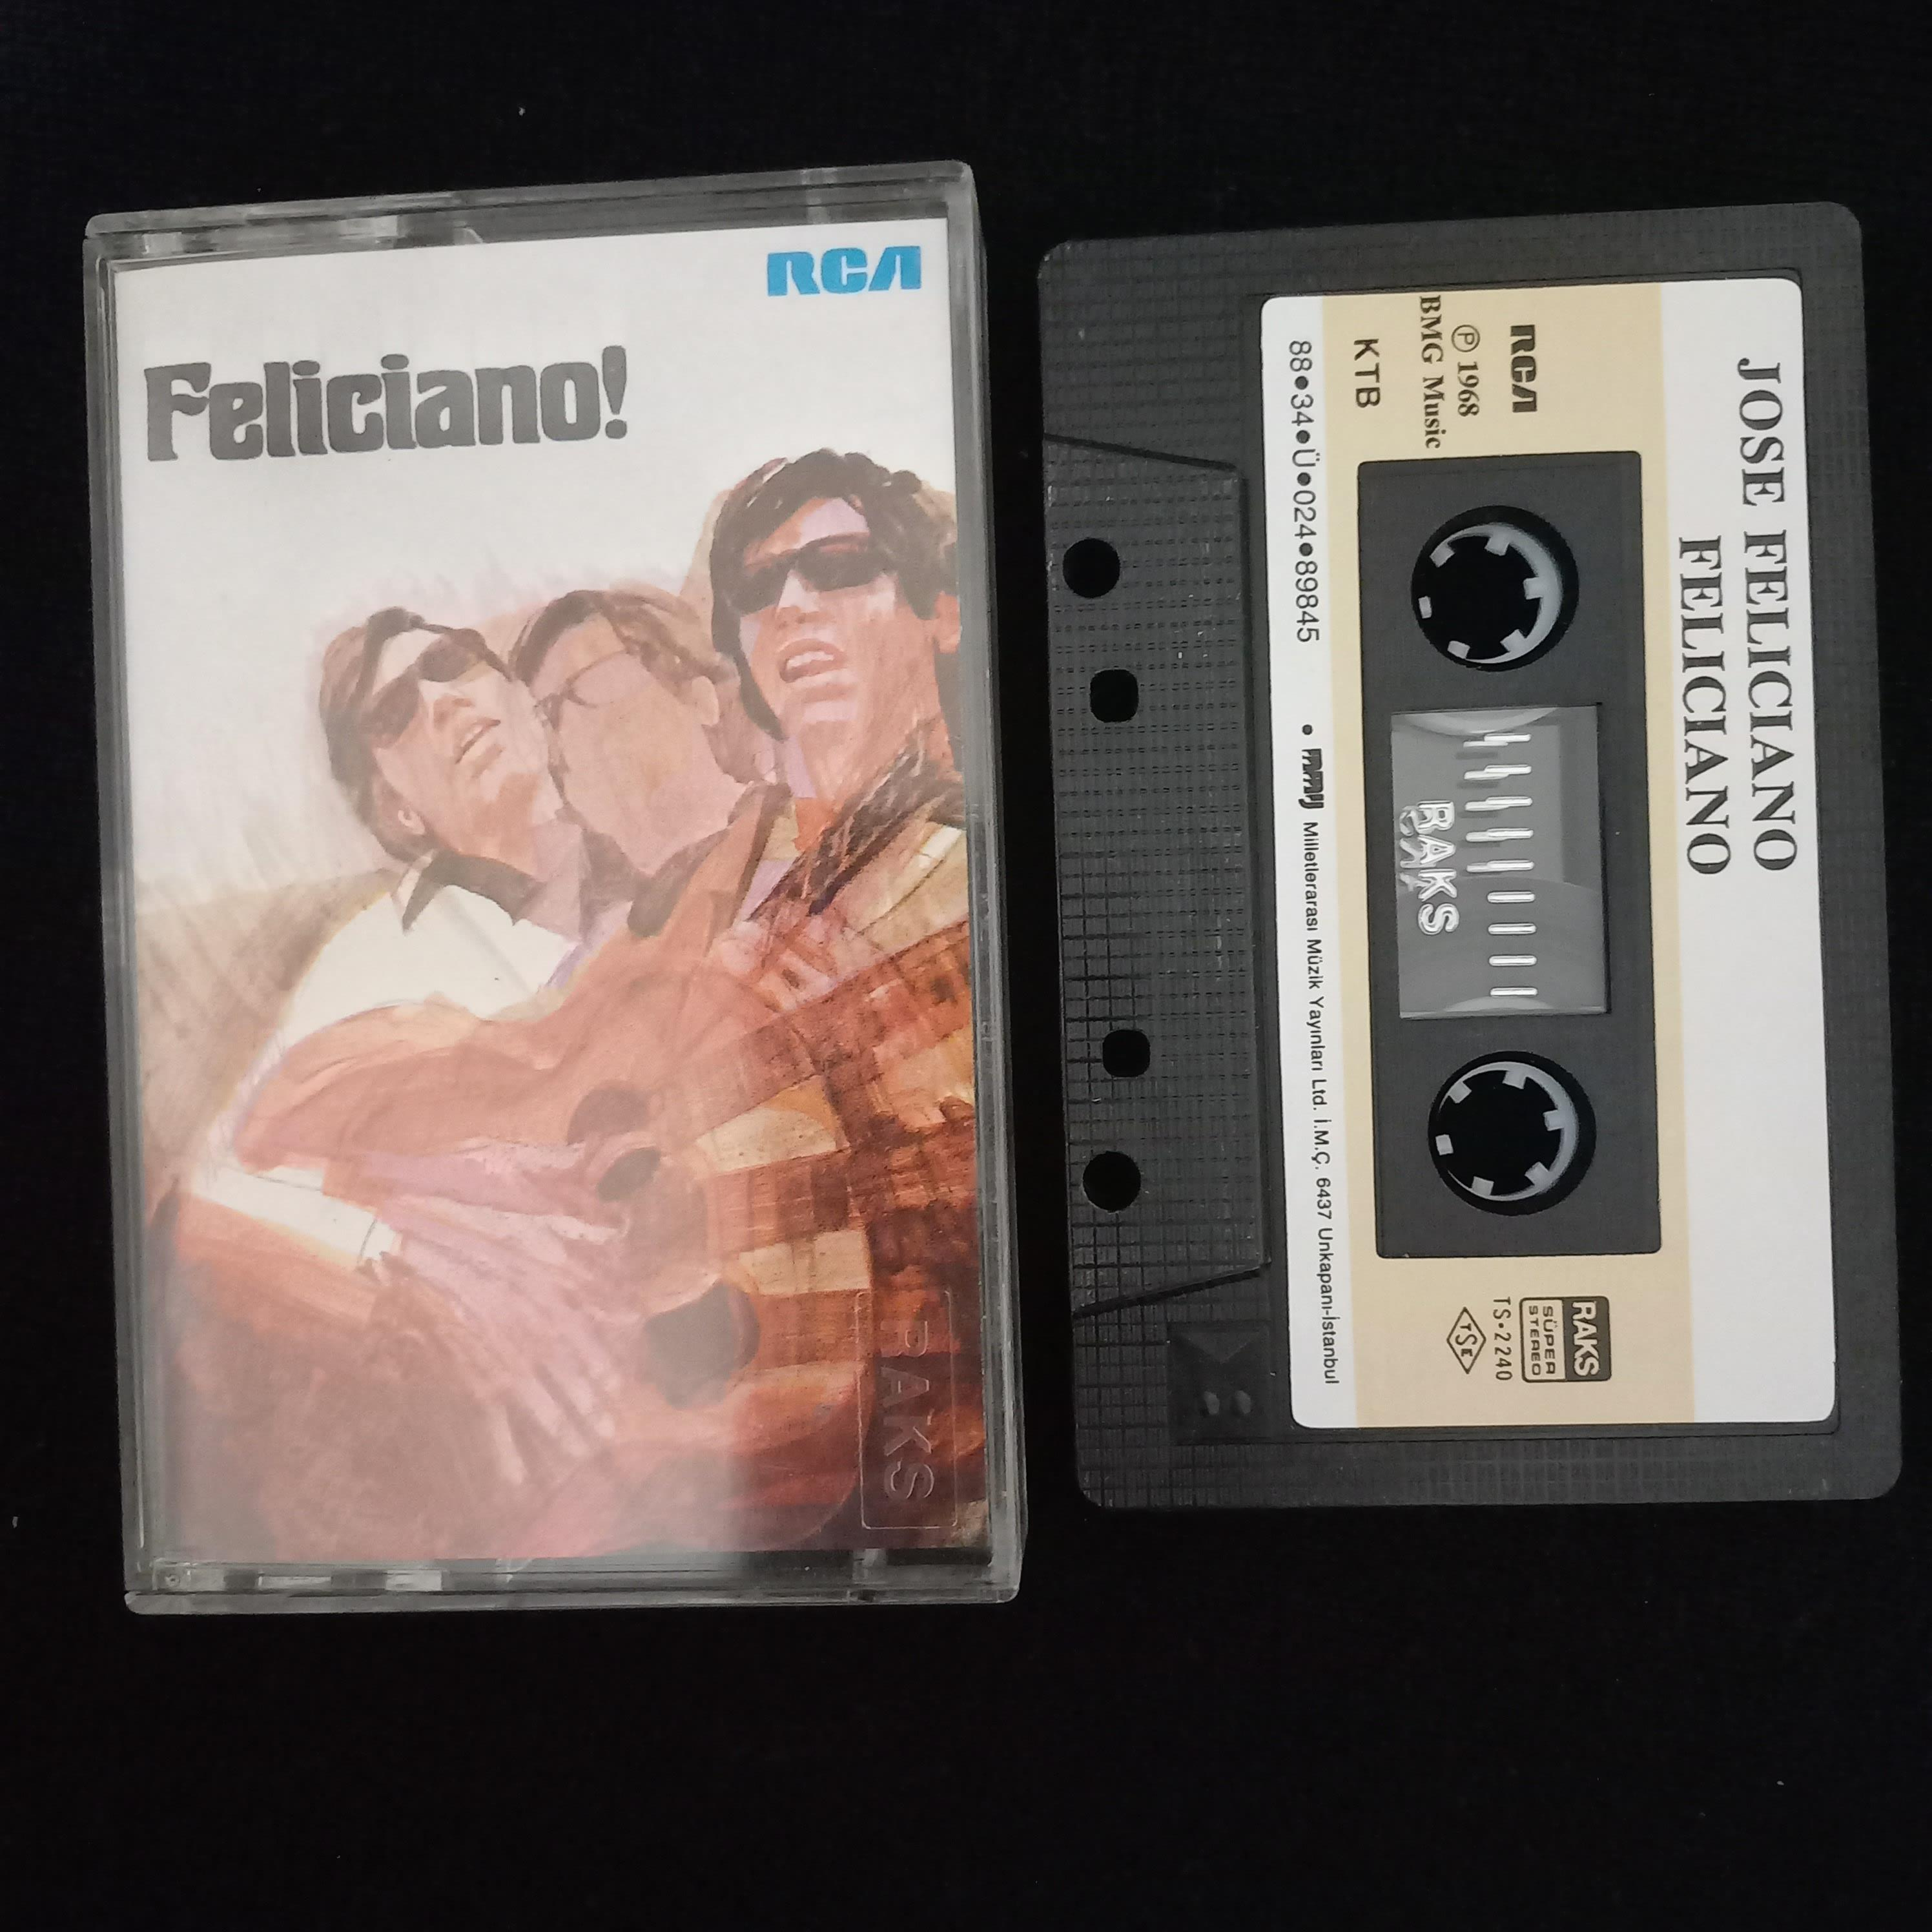 RCA
Feliciano!
RAKS
JOSE FELICIANO
FELICIANO
RCA
℗ 1968
BMG Music
KTB
RAKS
RAKS
SÜPER
STEREO
TS•2240
TSE
88•34•Ü•024•89845 • mmy Milletlerarası Müzik Yayınları Ltd. İ.M.Ç. 6437 Unkapanı-İstanbul